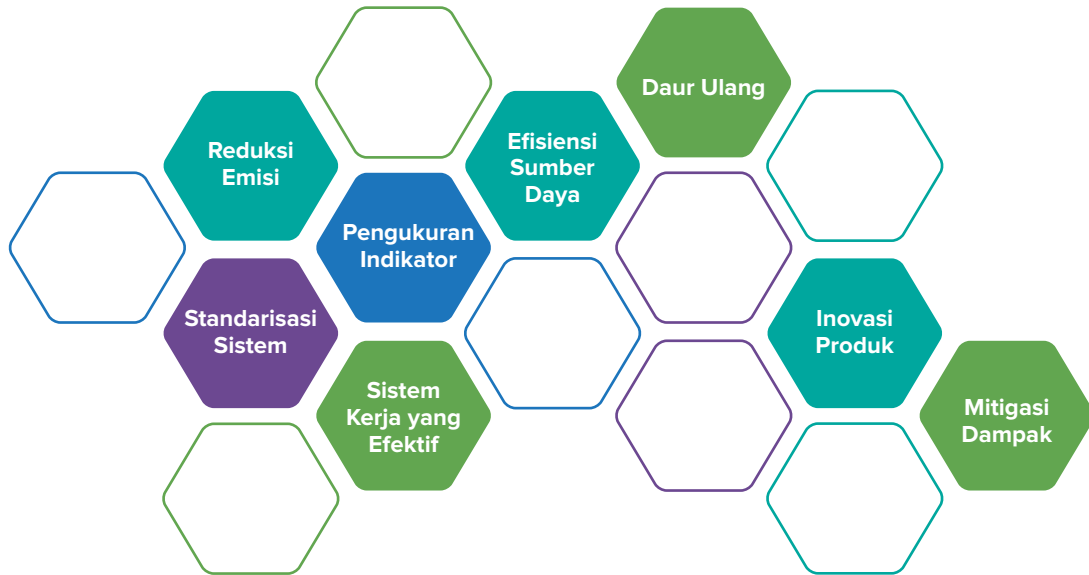 Daur Ulang
Reduksi
Emisi
Efisiensi
Sumber
Daya
Pengukuran
Indikator
Standarisasi
Sistem
Inovasi
Produk
Sistem
Kerja yang
Efektif
Mitigasi
Dampak